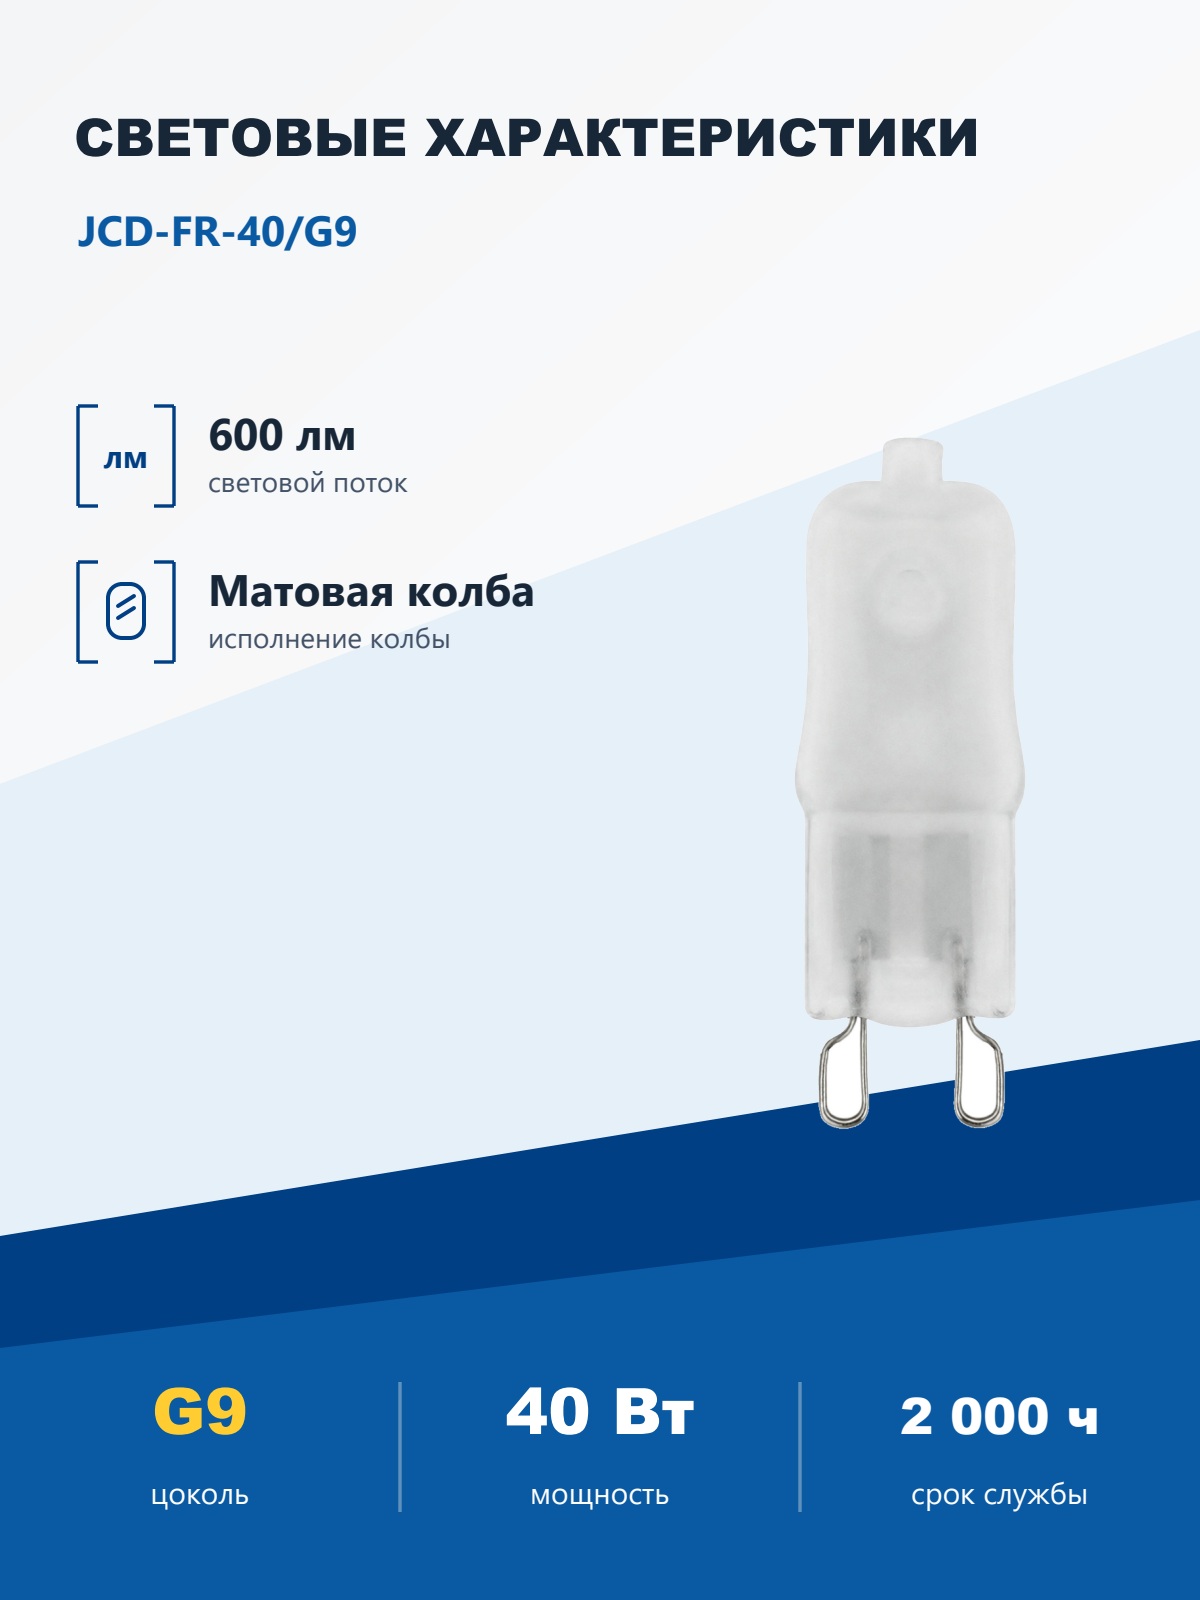 СВЕТОВЫЕ ХАРАКТЕРИСТИКИ
JCD-FR-40/G9
лм
600 лм
световой поток
Матовая колба
исполнение колбы
G9
40 Вт
2 000 ч
цоколь
мощность
срок службы